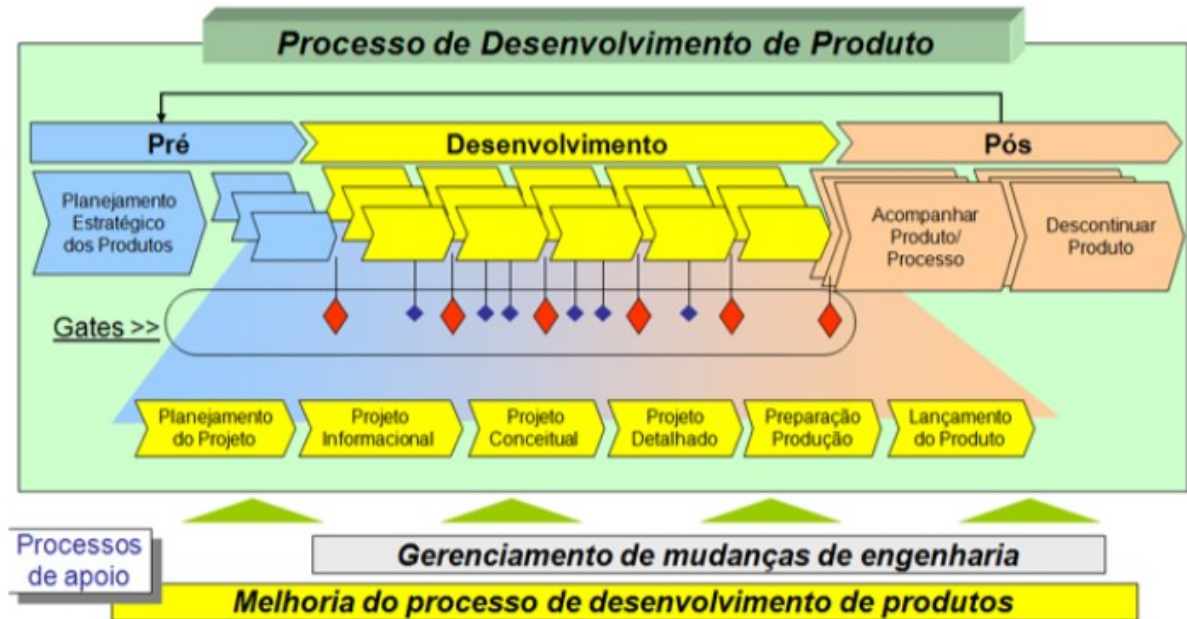 Processo de Desenvolvimento de Produto
Pré
Desenvolvimento
Pós
Planejamento
Estratégico
dos Produtos
Acompanhar
Produto/
Processo
Descontinuar
Produto
Gates >>
Planejamento
do Projeto
Projeto
Informacional
Projeto
Conceitual
Projeto
Detalhado
Preparação
Produção
Lançamento
do Produto
Processos
de apoio
Gerenciamento de mudanças de engenharia
Melhoria do processo de desenvolvimento de produtos